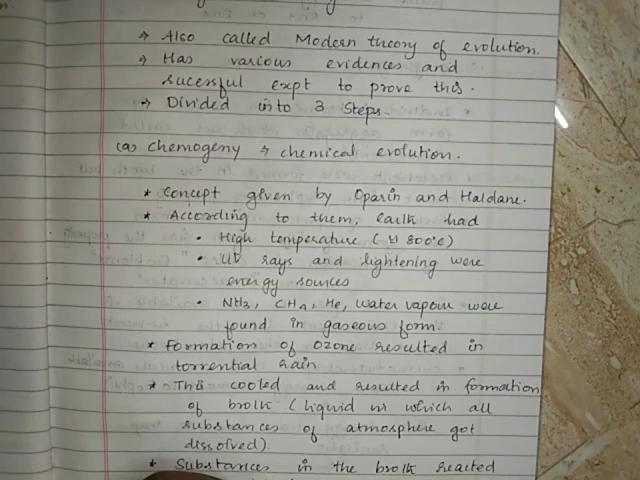 → Also called Modern theory of evolution.
→ Has various evidences and
sucessful expt to prove this.
→ Divided into 3 Steps.
(a) chemogeny → chemical evolution.
* Concept given by Oparin and Haldane.
* According to them, earth had
• High temperature ( 800°c)
• UV rays and lightening were
energy sources
• NH3, CH4, He, water vapour were
found in gaseous form.
* Formation of ozone resulted in
torrential rain
* This cooled and resulted in formation
of broth (liquid in which all
substances of atmosphere got
dissolved).
* Substances in the broth reacted